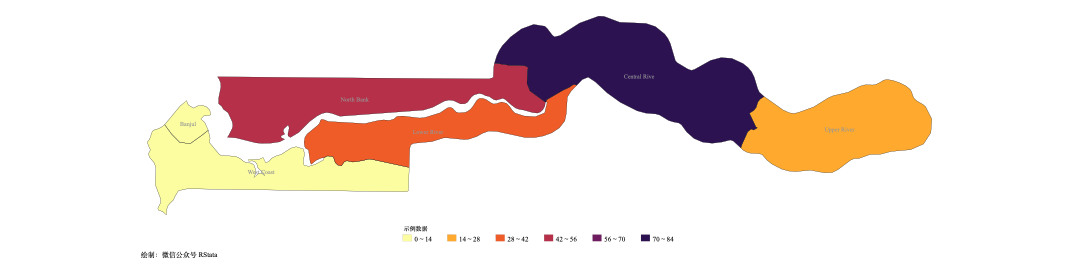 Central Rive
North Bank
Banjul
Lower River
Upper River
West Coast
示例数据
0 ~ 14
14 ~ 28
28 ~ 42
42 ~ 56
56 ~ 70
70 ~ 84
绘制：微信公众号 RStata